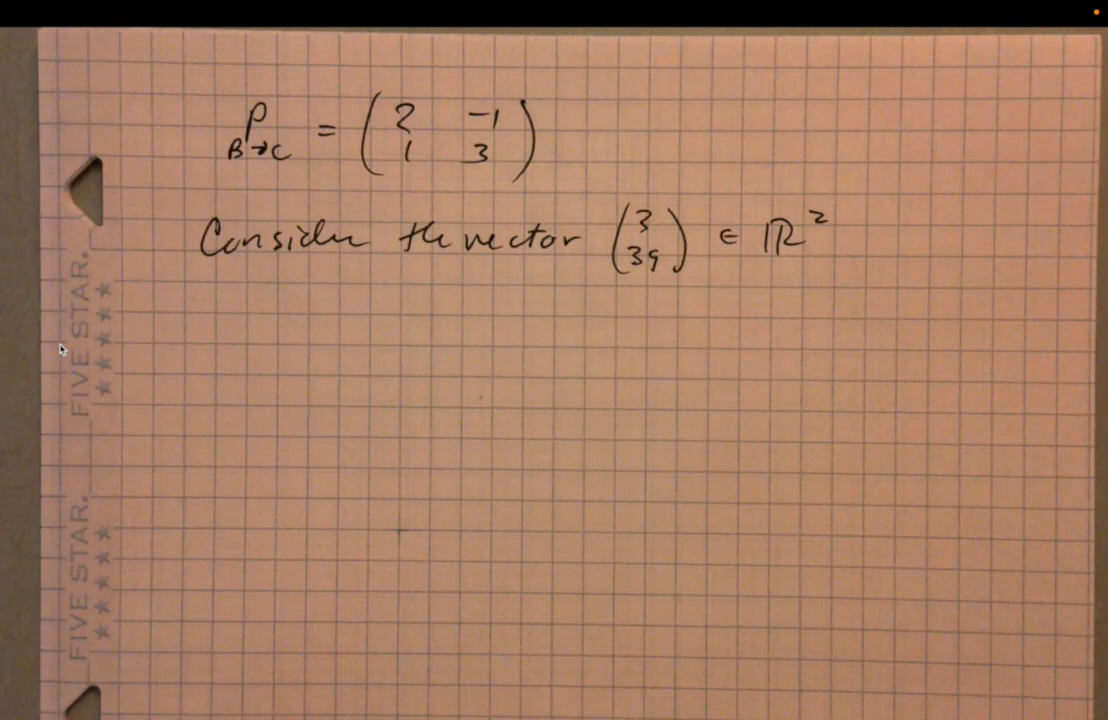 P B→C = ( 2 -1 )
( 1 3 )
Consider the vector ( 3 39 ) ∈ ℝ²
FIVE STAR.
★★★★★
FIVE STAR.
★★★★★